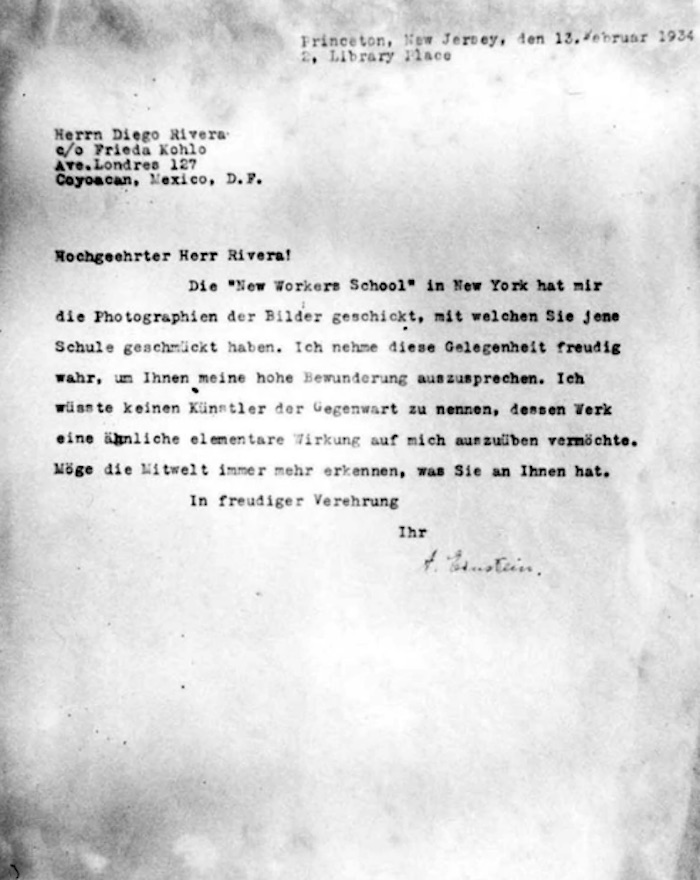 Princeton, New Jersey, den 13. Februar 1934
2, Library Place
Herrn Diego Rivera
c/o Frieda Kohlo
Ave.Londres 127
Coyoacan, Mexico, D.F.
Hochgeehrter Herr Rivera!
Die "New Workers School" in New York hat mir
die Photographien der Bilder geschickt, mit welchen Sie jene
Schule geschmückt haben. Ich nehme diese Gelegenheit freudig
wahr, um Ihnen meine hohe Bewunderung auszusprechen. Ich
wüsste keinen Künstler der Gegenwart zu nennen, dessen Werk
eine ähnliche elementare Wirkung auf mich auszuüben vermöchte.
Möge die Mitwelt immer mehr erkennen, was Sie an Ihnen hat.
In freudiger Verehrung
Ihr
A. Einstein.